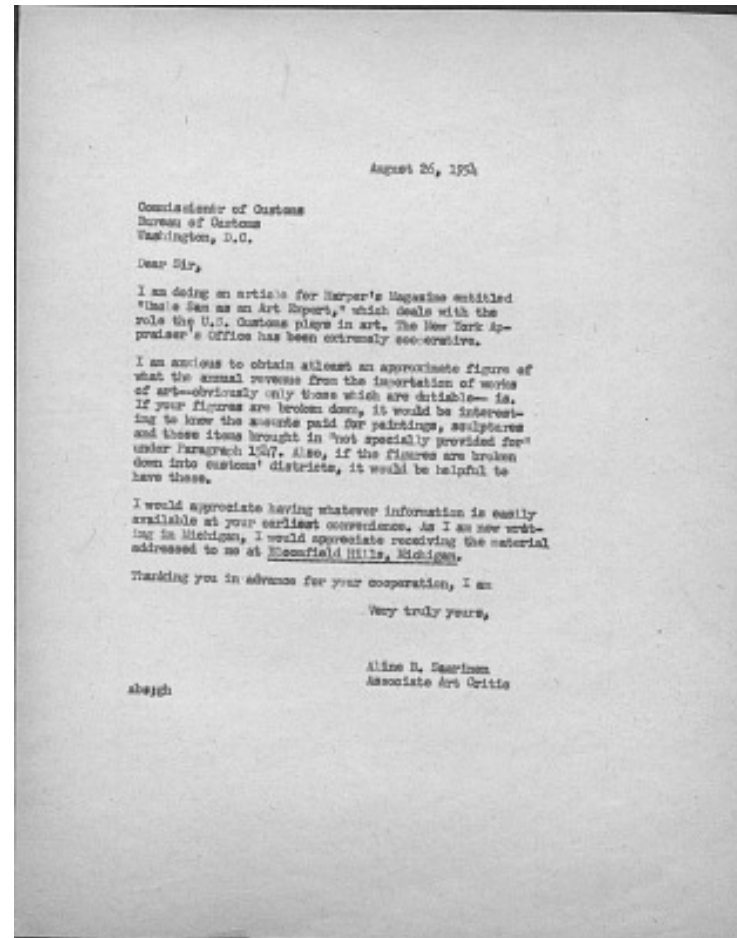 August 26, 1954
Commissioner of Customs
Bureau of Customs
Washington, D.C.
Dear Sir,
I am doing an article for Harper's Magazine entitled
"Uncle Sam as an Art Expert," which deals with the
role the U.S. Customs plays in art. The New York Ap-
praiser's Office has been extremely cooperative.
I am anxious to obtain atleast an approximate figure of
what the annual revenue from the importation of works
of art--obviously only those which are dutiable-- is.
If your figures are broken down, it would be interest-
ing to know the amounts paid for paintings, sculptures
and those items brought in "not specially provided for"
under Paragraph 1547. Also, if the figures are broken
down into customs' districts, it would be helpful to
have these.
I would appreciate having whatever information is easily
available at your earliest convenience. As I am now writ-
ing in Michigan, I would appreciate receiving the material
addressed to me at Bloomfield Hills, Michigan.
Thanking you in advance for your cooperation, I am
Very truly yours,
Aline B. Saarinen
Associate Art Critic